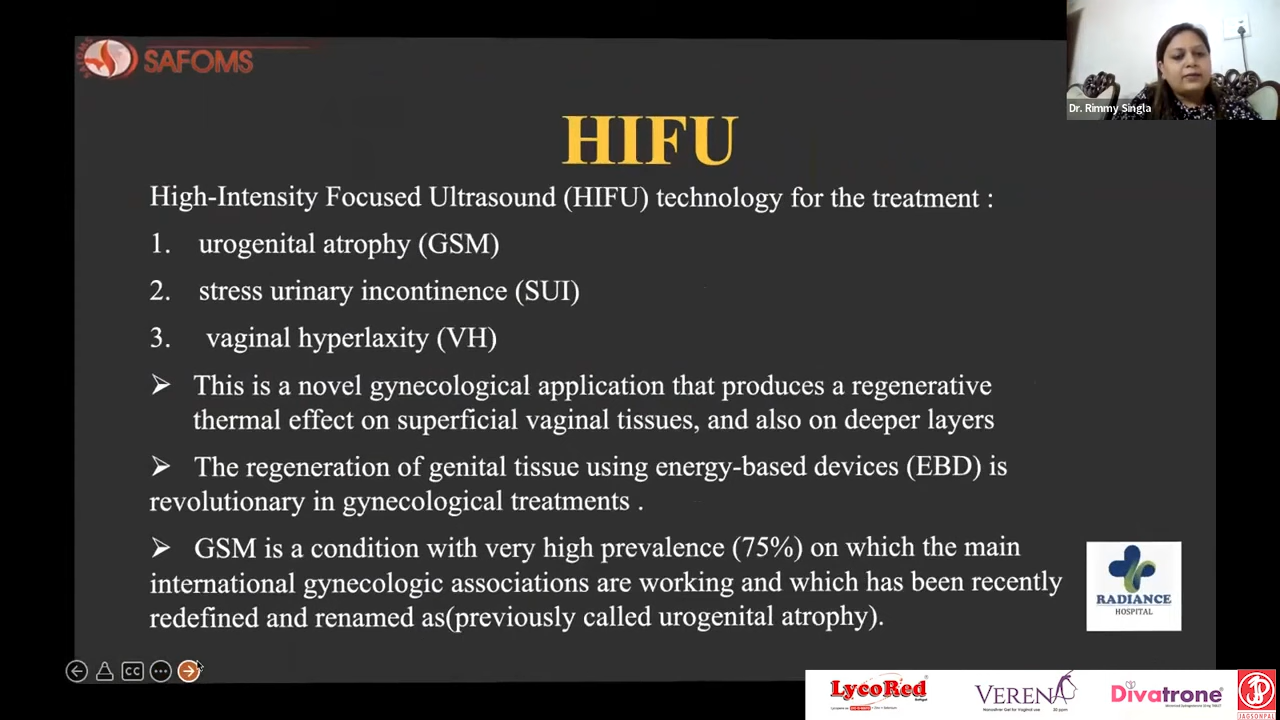 SAFOMS
Dr. Rimmy Singla
HIFU
High-Intensity Focused Ultrasound (HIFU) technology for the treatment :
1. urogenital atrophy (GSM)
2. stress urinary incontinence (SUI)
3. vaginal hyperlaxity (VH)
➢ This is a novel gynecological application that produces a regenerative
thermal effect on superficial vaginal tissues, and also on deeper layers
➢ The regeneration of genital tissue using energy-based devices (EBD) is
revolutionary in gynecological treatments .
➢ GSM is a condition with very high prevalence (75%) on which the main
international gynecologic associations are working and which has been recently
redefined and renamed (previously called urogenital atrophy).
RADIANCE
HOSPITAL
CC
LycoRed
VERENA
Divatrone
JAGSONPAL